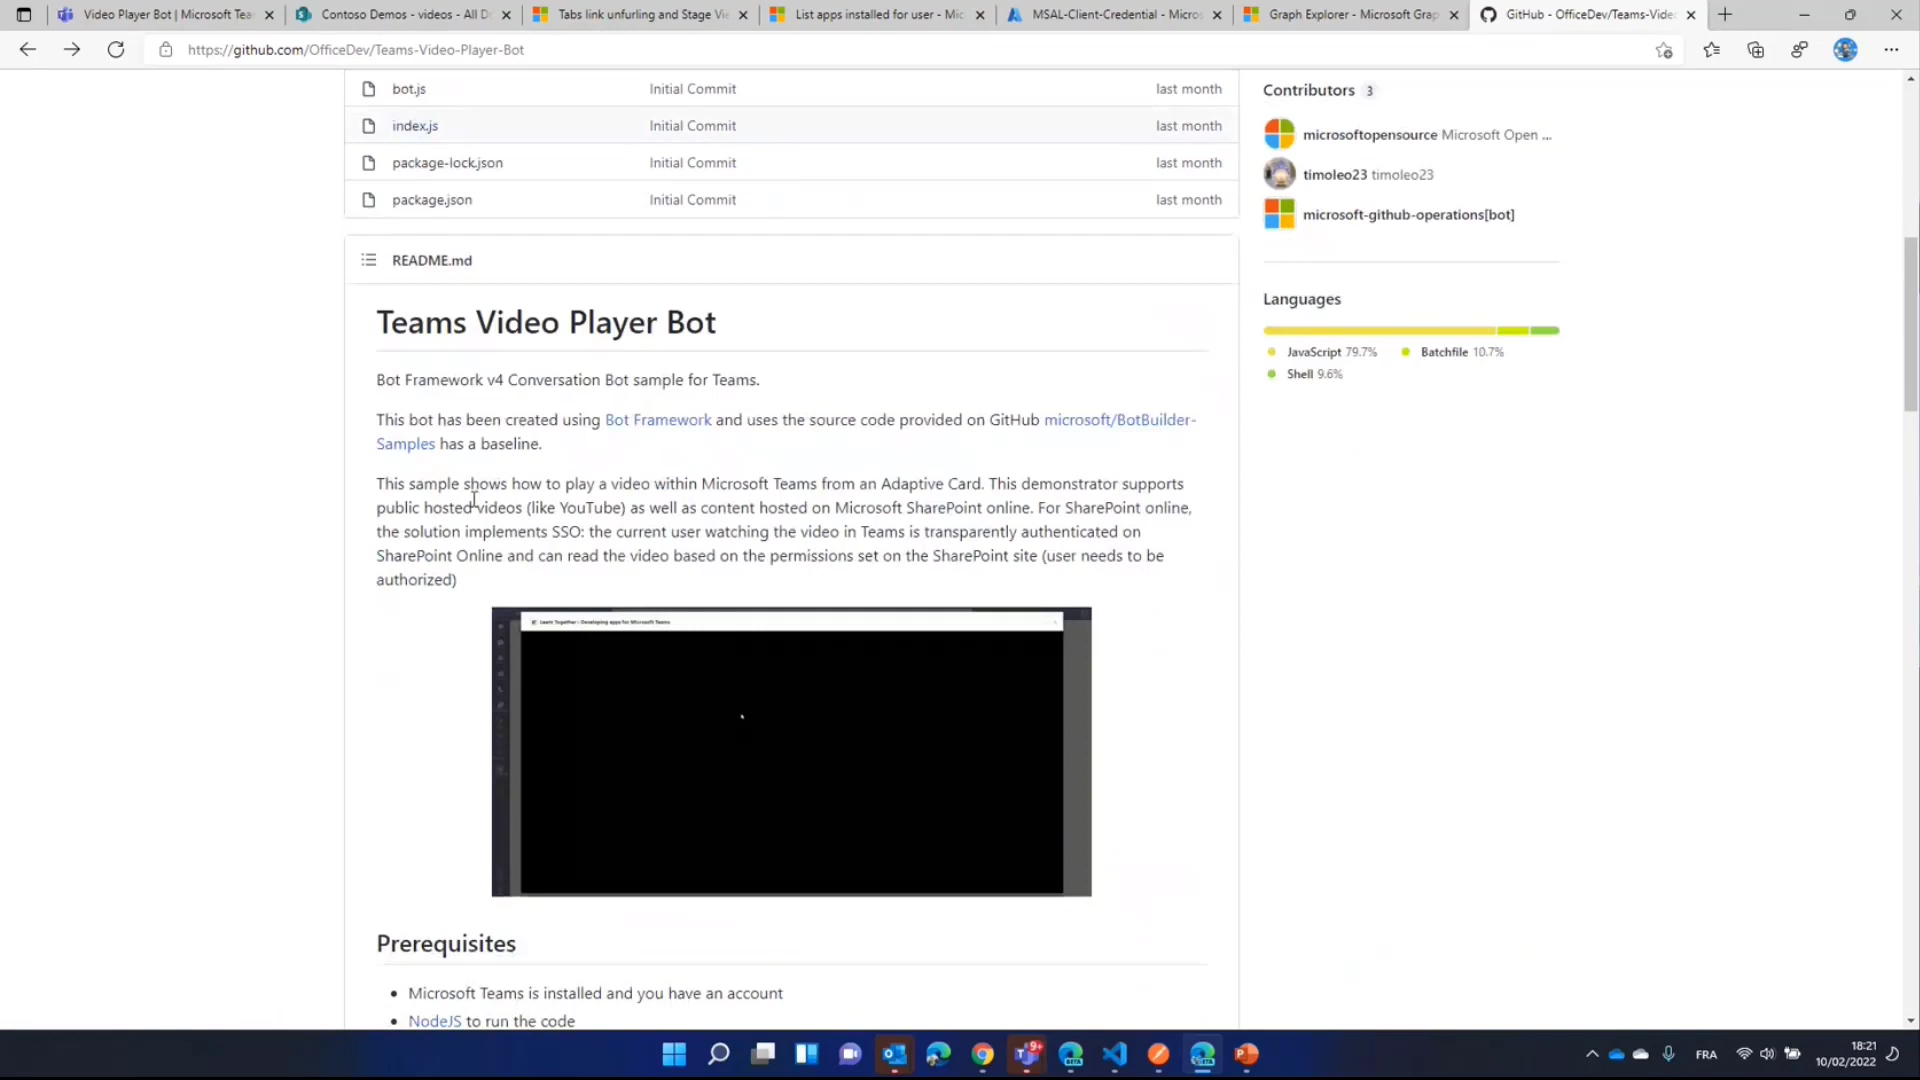 Video Player Bot | Microsoft Tea
Contoso Demos - videos - All D
Tabs link unfurling and Stage Vi
List apps installed for user - Mic
MSAL-Client-Credential - Micros
Graph Explorer - Microsoft Grap
GitHub - OfficeDev/Teams-Vide
https://github.com/OfficeDev/Teams-Video-Player-Bot
bot.js Initial Commit last month
index.js Initial Commit last month
package-lock.json Initial Commit last month
package.json Initial Commit last month
Contributors 3
microsoftopensource Microsoft Open ...
timoleo23 timoleo23
microsoft-github-operations[bot]
Languages
JavaScript 79.7% Batchfile 10.7%
Shell 9.6%
README.md
Teams Video Player Bot
Bot Framework v4 Conversation Bot sample for Teams.
This bot has been created using Bot Framework and uses the source code provided on GitHub microsoft/BotBuilder-
Samples has a baseline.
This sample shows how to play a video within Microsoft Teams from an Adaptive Card. This demonstrator supports
public hosted videos (like YouTube) as well as content hosted on Microsoft SharePoint online. For SharePoint online,
the solution implements SSO: the current user watching the video in Teams is transparently authenticated on
SharePoint Online and can read the video based on the permissions set on the SharePoint site (user needs to be
authorized)
Learn Together - Developing apps for Microsoft Teams
Prerequisites
Microsoft Teams is installed and you have an account
NodeJS to run the code
9+
FRA
18:21
10/02/2022